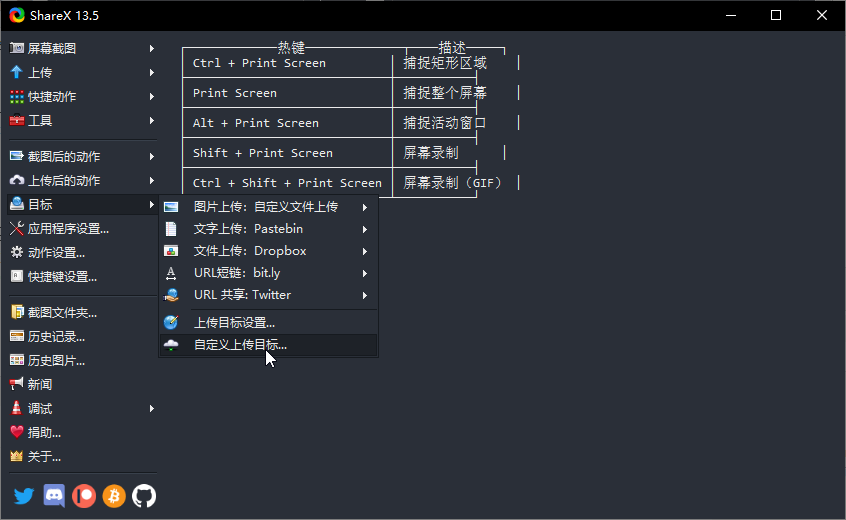 ShareX 13.5
屏幕截图
上传
快捷动作
工具
截图后的动作
上传后的动作
目标
应用程序设置...
动作设置...
快捷键设置...
截图文件夹...
历史记录...
历史图片...
新闻
调试
捐助...
关于...
热键 描述
Ctrl + Print Screen 捕捉矩形区域
Print Screen 捕捉整个屏幕
Alt + Print Screen 捕捉活动窗口
Shift + Print Screen 屏幕录制
Ctrl + Shift + Print Screen 屏幕录制（GIF）
图片上传：自定义文件上传
文字上传：Pastebin
文件上传：Dropbox
URL短链：bit.ly
URL 共享: Twitter
上传目标设置...
自定义上传目标...